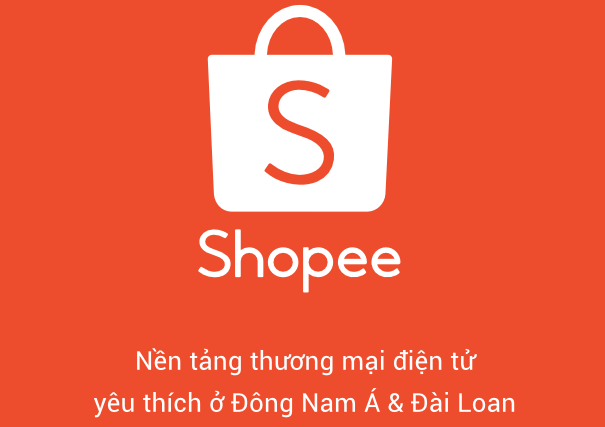 S
Shopee
Nền tảng thương mại điện tử
yêu thích ở Đông Nam Á & Đài Loan